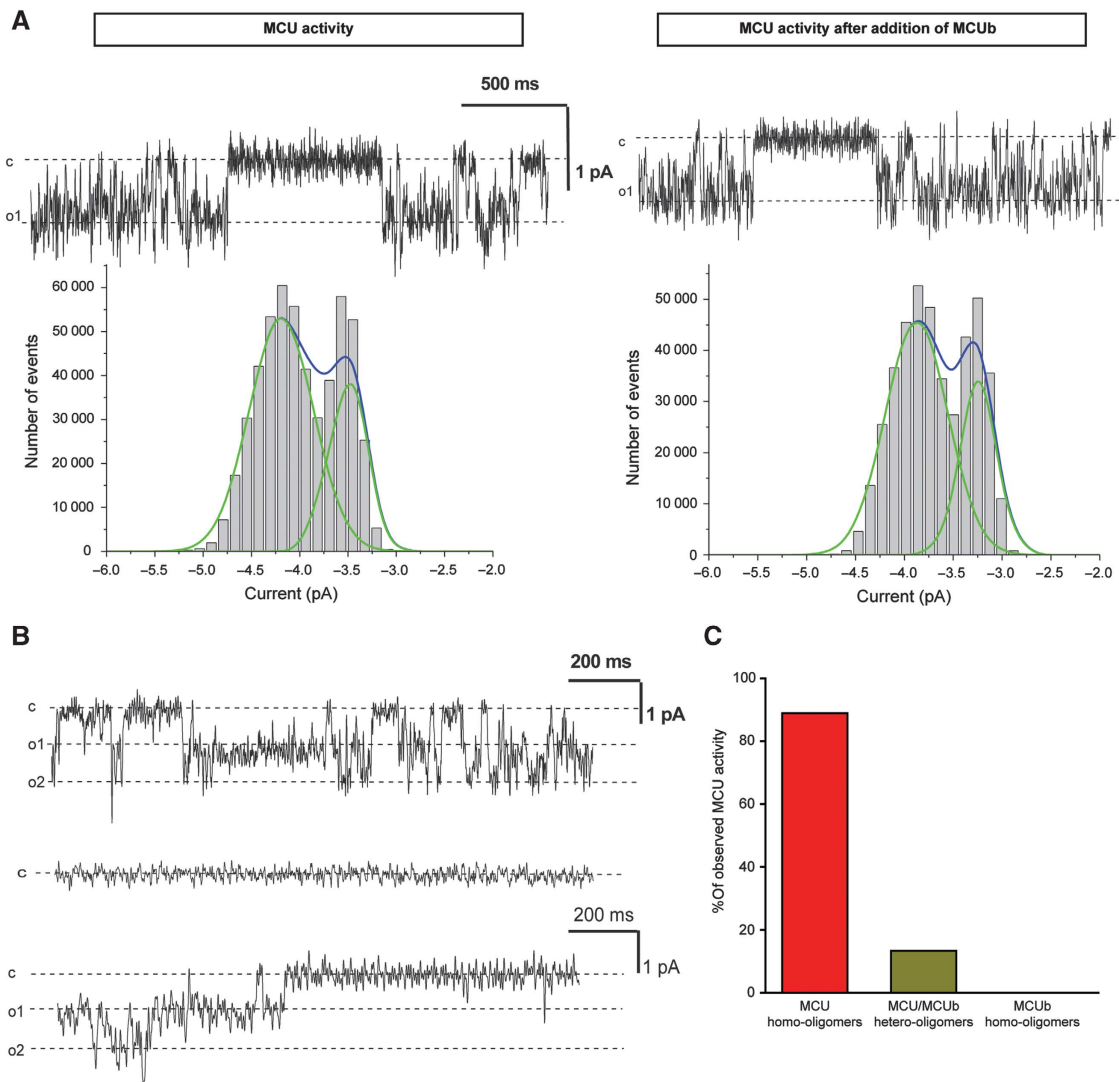 A
MCU activity
MCU activity after addition of MCUb
500 ms
1 pA
c
o1
c
o1
60 000
50 000
40 000
30 000
20 000
10 000
0
Number of events
–6.0 –5.5 –5.0 –4.5 –4.0 –3.5 –3.0 –2.5 –2.0
Current (pA)
50 000
40 000
30 000
20 000
10 000
0
Number of events
–6.0 –5.5 –5.0 –4.5 –4.0 –3.5 –3.0 –2.5 –2.0
Current (pA)
B
200 ms
1 pA
c
o1
o2
c
200 ms
1 pA
c
o1
o2
C
100
80
60
40
20
0
%Of observed MCU activity
MCU
homo-oligomers
MCU/MCUb
hetero-oligomers
MCUb
homo-oligomers